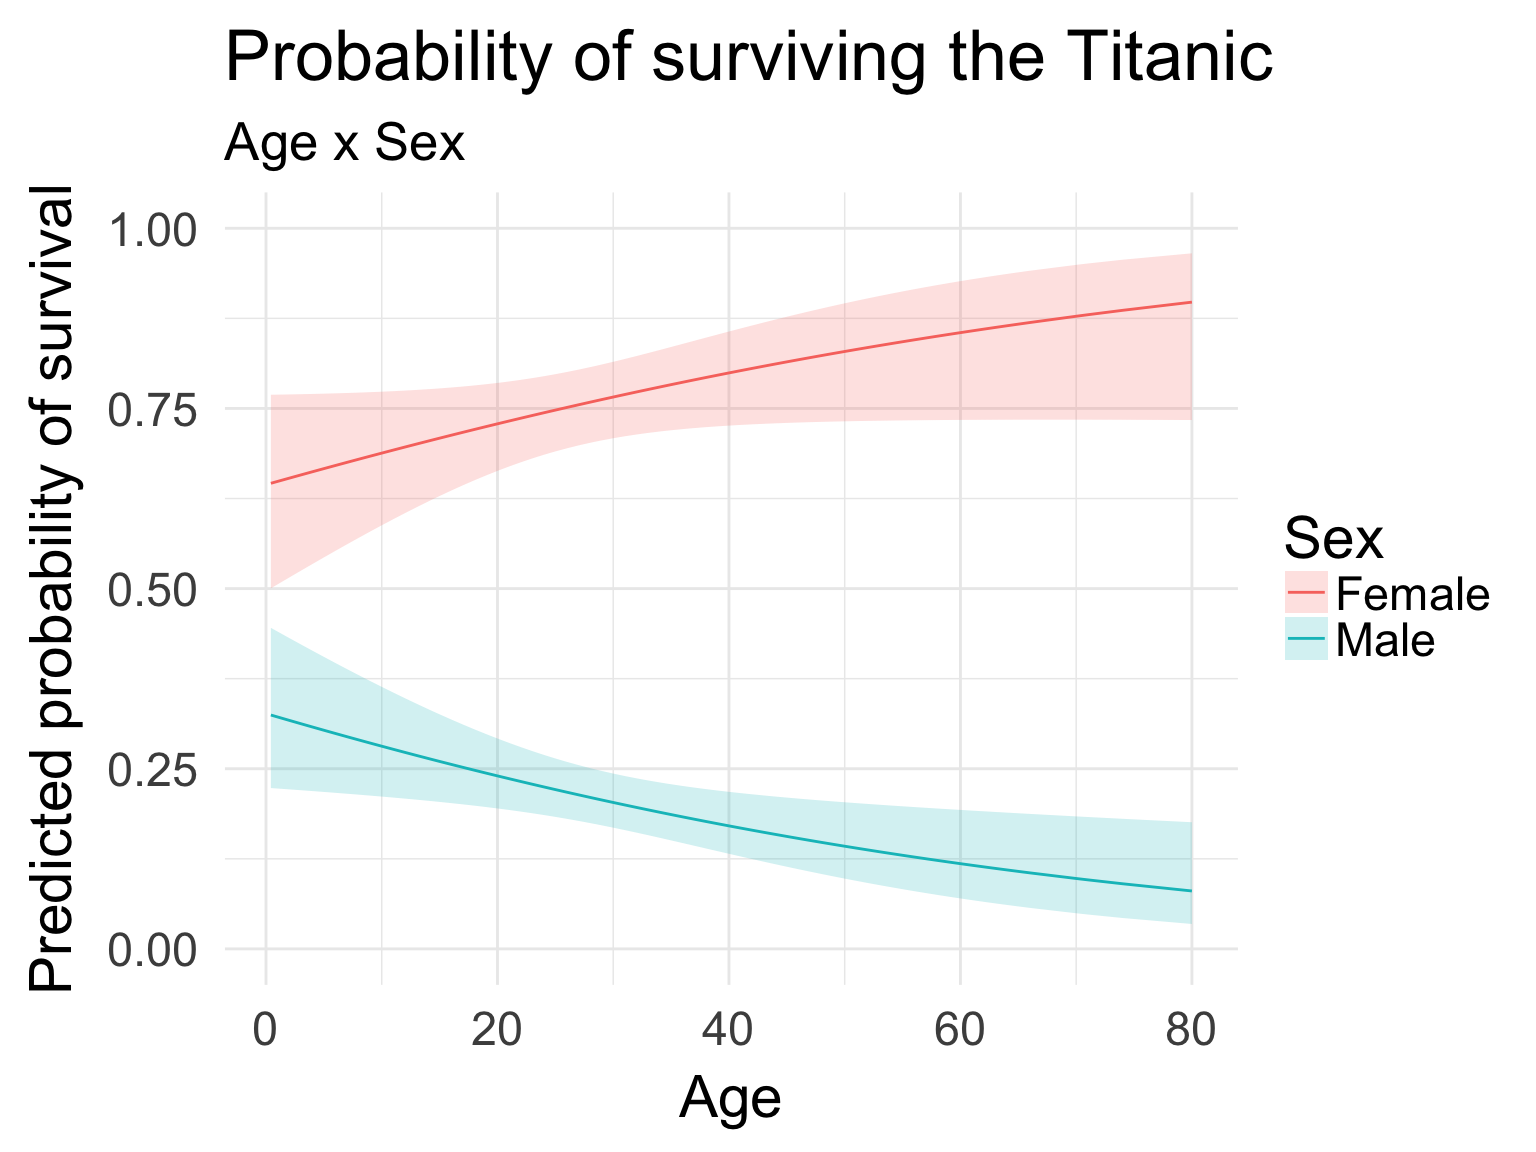 Probability of surviving the Titanic
Age x Sex
Predicted probability of survival
1.00
0.75
0.50
0.25
0.00
0 20 40 60 80
Age
Sex
Female
Male